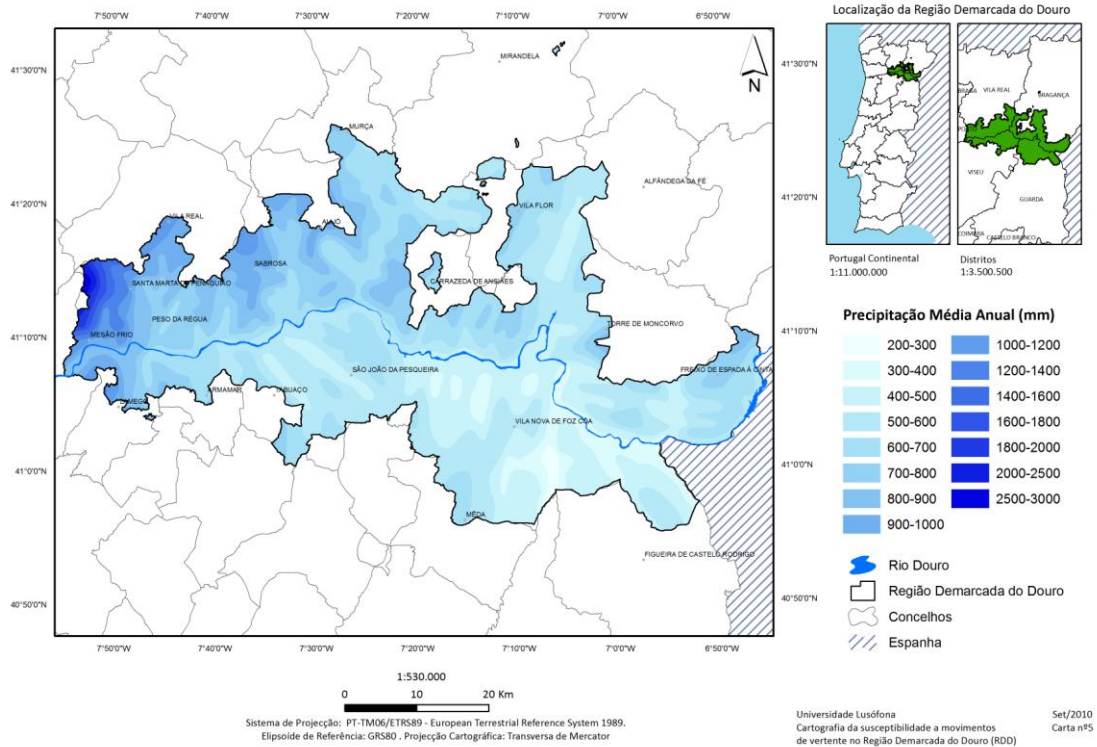 7°50'0"W 7°40'0"W 7°30'0"W 7°20'0"W 7°10'0"W 7°0'0"W 6°50'0"W
41°30'0"N
41°20'0"N
41°10'0"N
41°0'0"N
40°50'0"N
N
MIRANDELA
MURÇA
ALFÂNDEGA DA FÉ
VILA FLOR
VILA REAL
ALIJÓ
SABROSA
SANTA MARTA DE PENAGUIÃO
CARRAZEDA DE ANSIÃES
PESO DA RÉGUA
MESÃO FRIO
TORRE DE MONCORVO
SÃO JOÃO DA PESQUEIRA
FREIXO DE ESPADA À CINTA
LAMEGO
ARMAMAR
TABUAÇO
VILA NOVA DE FOZ CÔA
MÊDA
FIGUEIRA DE CASTELO RODRIGO
41°30'0"N
41°20'0"N
41°10'0"N
41°0'0"N
40°50'0"N
7°50'0"W 7°40'0"W 7°30'0"W 7°20'0"W 7°10'0"W 7°0'0"W 6°50'0"W
1:530.000
0 10 20 Km
Sistema de Projecção: PT-TM06/ETRS89 - European Terrestrial Reference System 1989.
Elipsoíde de Referência: GRS80 . Projecção Cartográfica: Transversa de Mercator
Localização da Região Demarcada do Douro
BRAGA
VILA REAL
BRAGANÇA
VISEU
GUARDA
COIMBRA
CASTELO BRANCO
Portugal Continental
1:11.000.000
Distritos
1:3.500.500
Precipitação Média Anual (mm)
200-300
300-400
400-500
500-600
600-700
700-800
800-900
900-1000
1000-1200
1200-1400
1400-1600
1600-1800
1800-2000
2000-2500
2500-3000
Rio Douro
Região Demarcada do Douro
Concelhos
Espanha
Universidade Lusófona Set/2010
Cartografia da susceptibilidade a movimentos Carta nº5
de vertente no Região Demarcada do Douro (RDD)